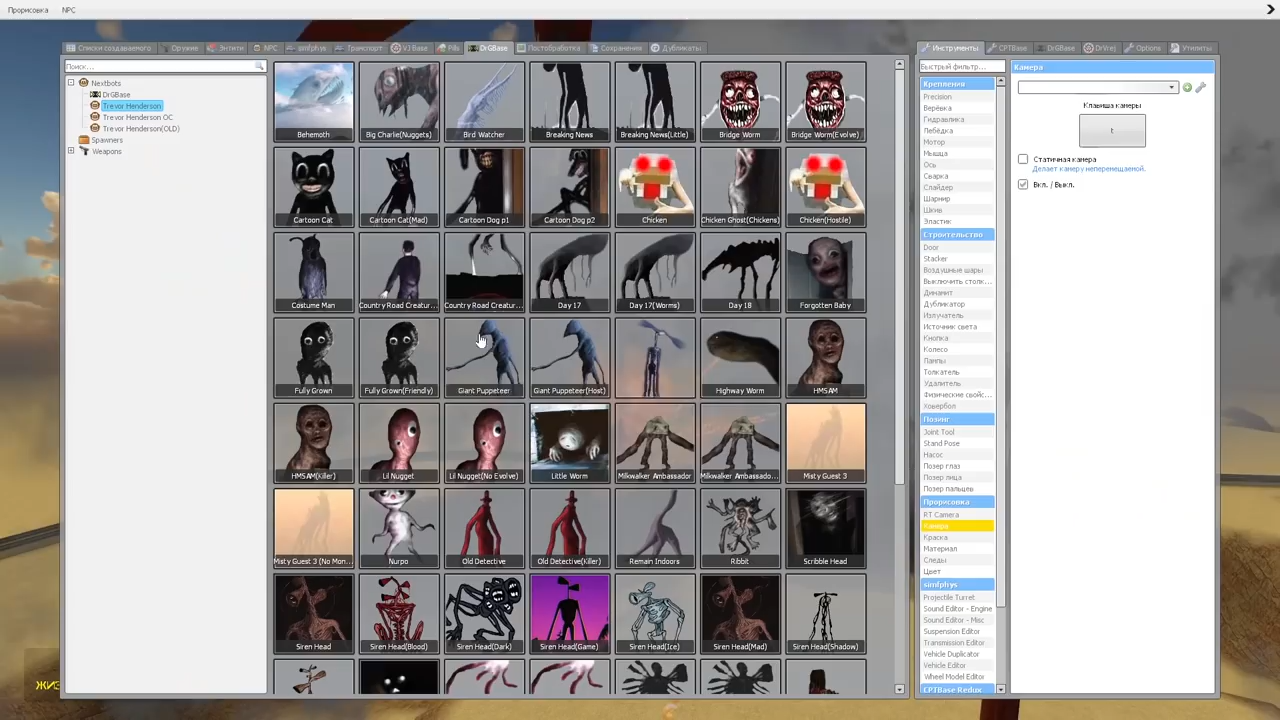 Прорисовка NPC
Списки создаваемого Оружие Энтити NPC simfphys Транспорт VJ Base Pills DrGBase Постобработка Сохранения Дубликаты
Поиск...
Nextbots
DrGBase
Trevor Henderson
Trevor Henderson OC
Trevor Henderson(OLD)
Spawners
Weapons
Behemoth Big Charlie(Nuggets) Bird Watcher Breaking News Breaking News(Little) Bridge Worm Bridge Worm(Evolve)
Cartoon Cat Cartoon Cat(Mad) Cartoon Dog p1 Cartoon Dog p2 Chicken Chicken Ghost(Chickens) Chicken(Hostle)
Costume Man Country Road Creatur... Country Road Creatur... Day 17 Day 17(Worms) Day 18 Forgotten Baby
Fully Grown Fully Grown(Friendly) Giant Puppeteer Giant Puppeteer(Host) Highway Worm HMSAM
HMSAM(Killer) Lil Nugget Lil Nugget(No Evolve) Little Worm Milkwalker Ambassador Milkwalker Ambassado... Misty Guest 3
Misty Guest 3 (No Mon... Nurpo Old Detective Old Detective(Killer) Remain Indoors Ribbit Scribble Head
Siren Head Siren Head(Blood) Siren Head(Dark) Siren Head(Game) Siren Head(Ice) Siren Head(Mad) Siren Head(Shadow)
Инструменты CPTBase DrGBase DrVrej Options Утилиты
Быстрый фильтр...
Крепления
Precision
Верёвка
Гидравлика
Лебёдка
Мотор
Мышца
Ось
Сварка
Слайдер
Шарнир
Шкив
Эластик
Строительство
Door
Stacker
Воздушные шары
Выключить столк...
Динамит
Дубликатор
Излучатель
Источник света
Кнопка
Колесо
Лампы
Толкатель
Удалитель
Физические свойс...
Ховербол
Позинг
Joint Tool
Stand Pose
Насос
Позер глаз
Позер лица
Позер пальцев
Прорисовка
RT Camera
Камера
Краска
Материал
Следы
Цвет
simfphys
Projectile Turret
Sound Editor - Engine
Sound Editor - Misc
Suspension Editor
Transmission Editor
Vehicle Duplicator
Vehicle Editor
Wheel Model Editor
CPTBase Redux
Камера
Клавиша камеры
t
Статичная камера
Делает камеру неперемещаемой.
Вкл. / Выкл.
ЖИЗ